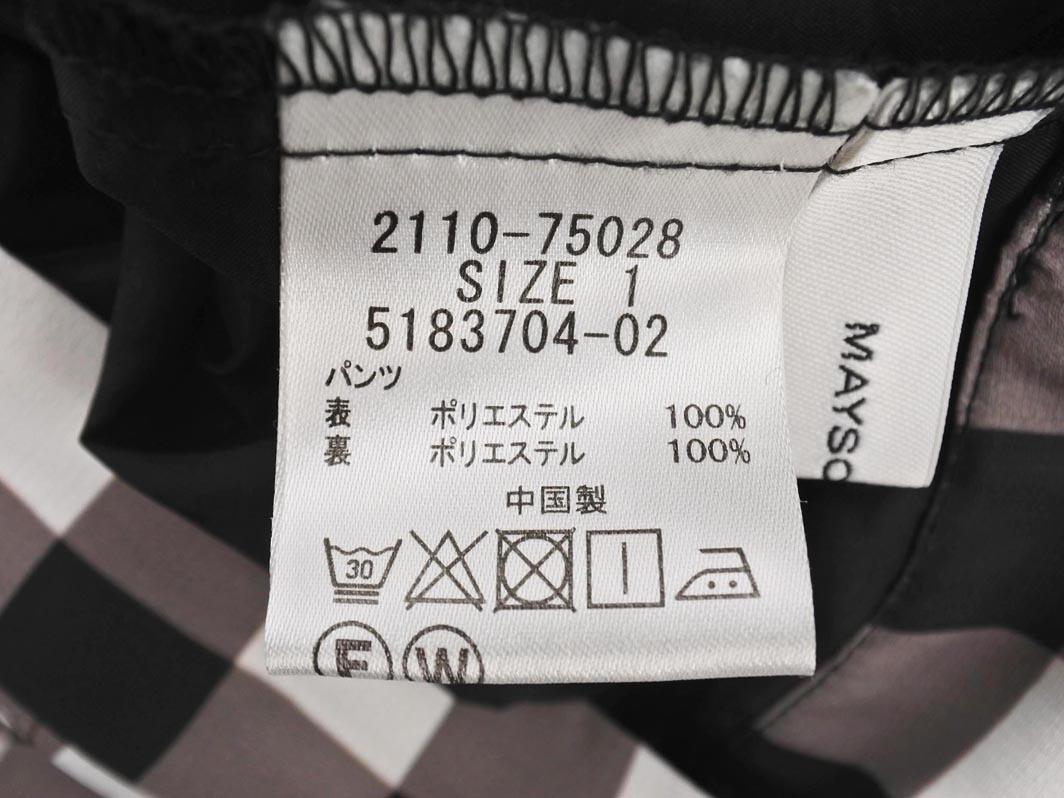 2110-75028
SIZE 1
5183704-02
パンツ
表 ポリエステル 100%
裏 ポリエステル 100%
中国製
30
F W
MAYSO